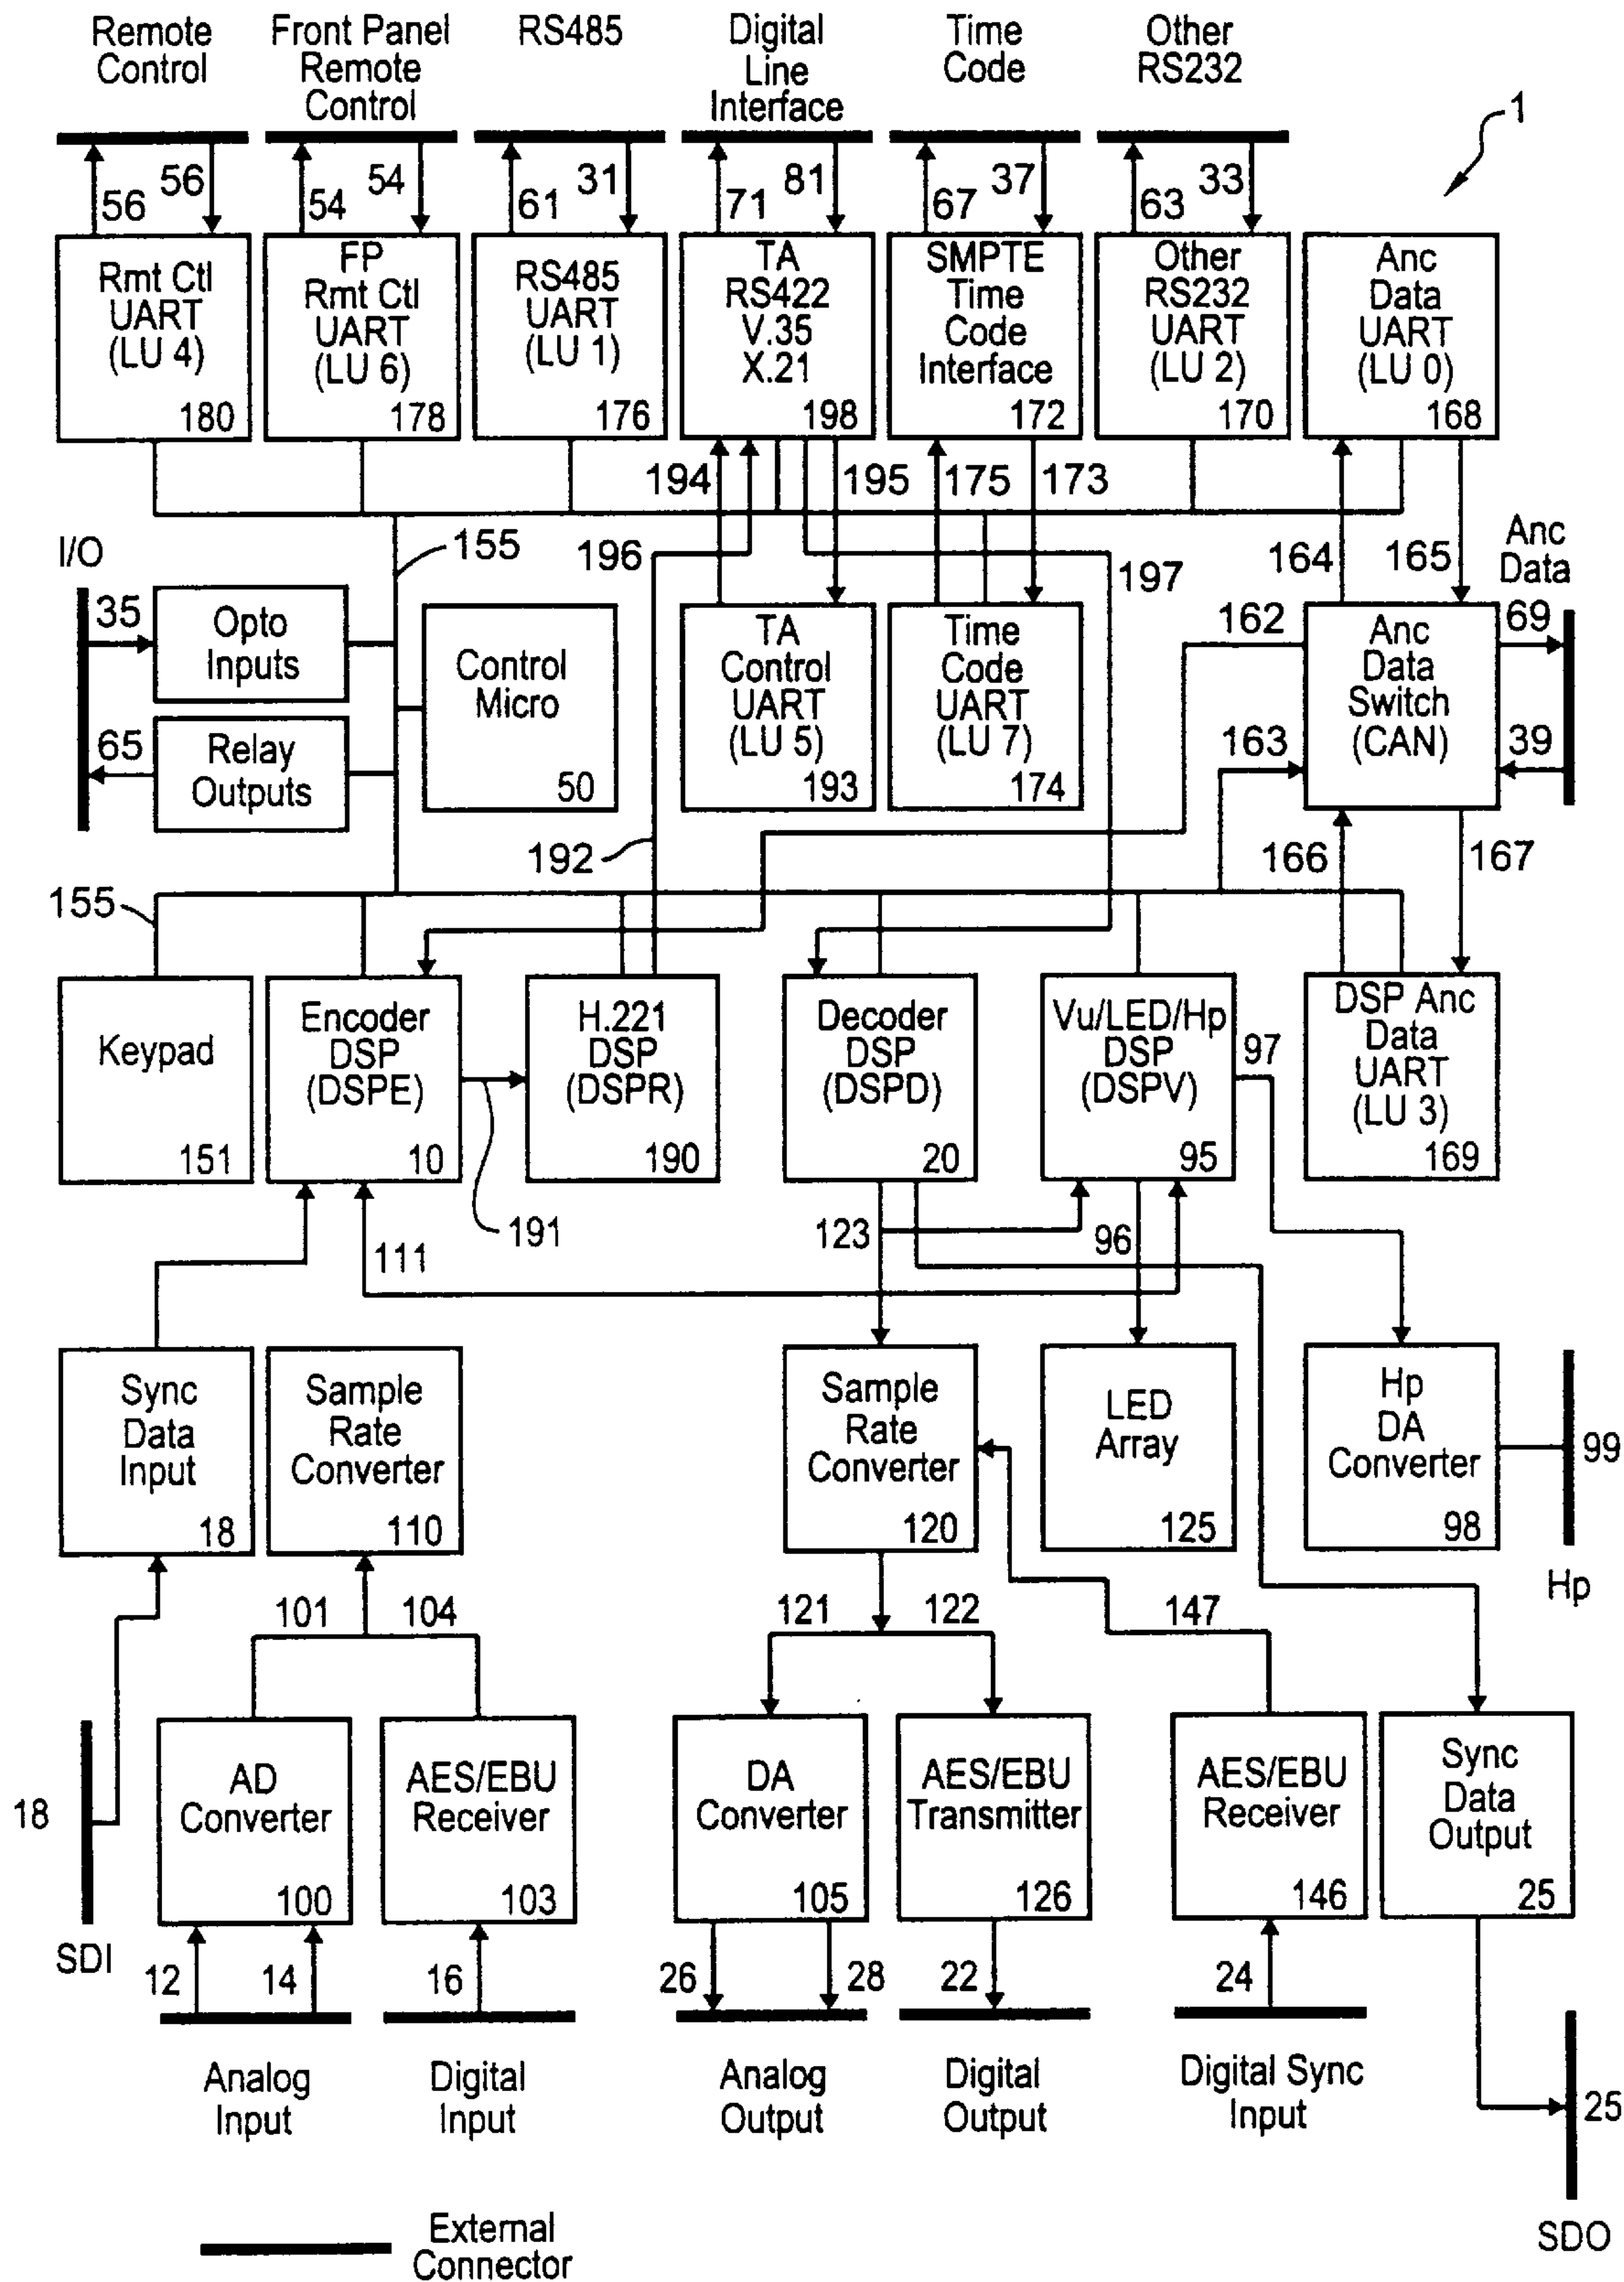 Remote
Control
Front Panel
Remote
Control
RS485
Digital
Line
Interface
Time
Code
Other
RS232
1
56
56
54
54
61
31
71
81
67
37
63
33
Rmt Ctl
UART
(LU 4)
180
FP
Rmt Ctl
UART
(LU 6)
178
RS485
UART
(LU 1)
176
TA
RS422
V.35
X.21
198
SMPTE
Time
Code
Interface
172
Other
RS232
UART
(LU 2)
170
Anc
Data
UART
(LU 0)
168
194
195
175
173
155
196
197
164
165
I/O
35
Opto
Inputs
65
Relay
Outputs
Control
Micro
50
TA
Control
UART
(LU 5)
193
Time
Code
UART
(LU 7)
174
162
163
Anc
Data
Switch
(CAN)
Anc
Data
69
39
192
166
167
155
Keypad
151
Encoder
DSP
(DSPE)
10
H.221
DSP
(DSPR)
190
Decoder
DSP
(DSPD)
20
Vu/LED/Hp
DSP
(DSPV)
95
97
DSP Anc
Data
UART
(LU 3)
169
191
111
123
96
Sync
Data
Input
18
Sample
Rate
Converter
110
Sample
Rate
Converter
120
LED
Array
125
Hp
DA
Converter
98
99
Hp
101
104
121
122
147
18
SDI
AD
Converter
100
AES/EBU
Receiver
103
DA
Converter
105
AES/EBU
Transmitter
126
AES/EBU
Receiver
146
Sync
Data
Output
25
12
14
16
26
28
22
24
Analog
Input
Digital
Input
Analog
Output
Digital
Output
Digital Sync
Input
25
SDO
External
Connector